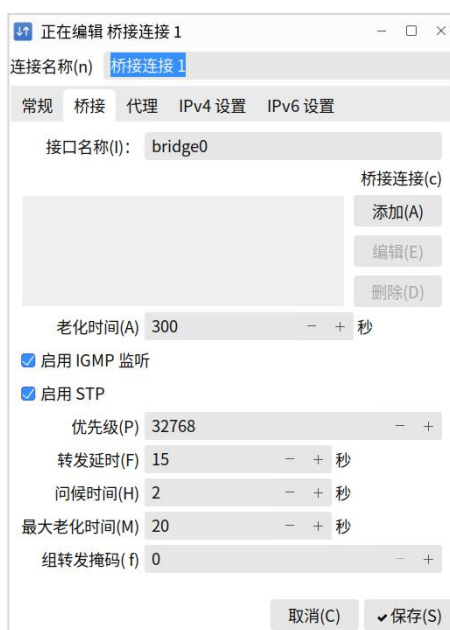 正在编辑 桥接连接 1
连接名称(n) 桥接连接 1
常规 桥接 代理 IPv4 设置 IPv6 设置
接口名称(I): bridge0
桥接连接(c)
添加(A)
编辑(E)
删除(D)
老化时间(A) 300 - + 秒
启用 IGMP 监听
启用 STP
优先级(P) 32768 - +
转发延时(F) 15 - + 秒
问候时间(H) 2 - + 秒
最大老化时间(M) 20 - + 秒
组转发掩码( f) 0 - +
取消(C) 保存(S)